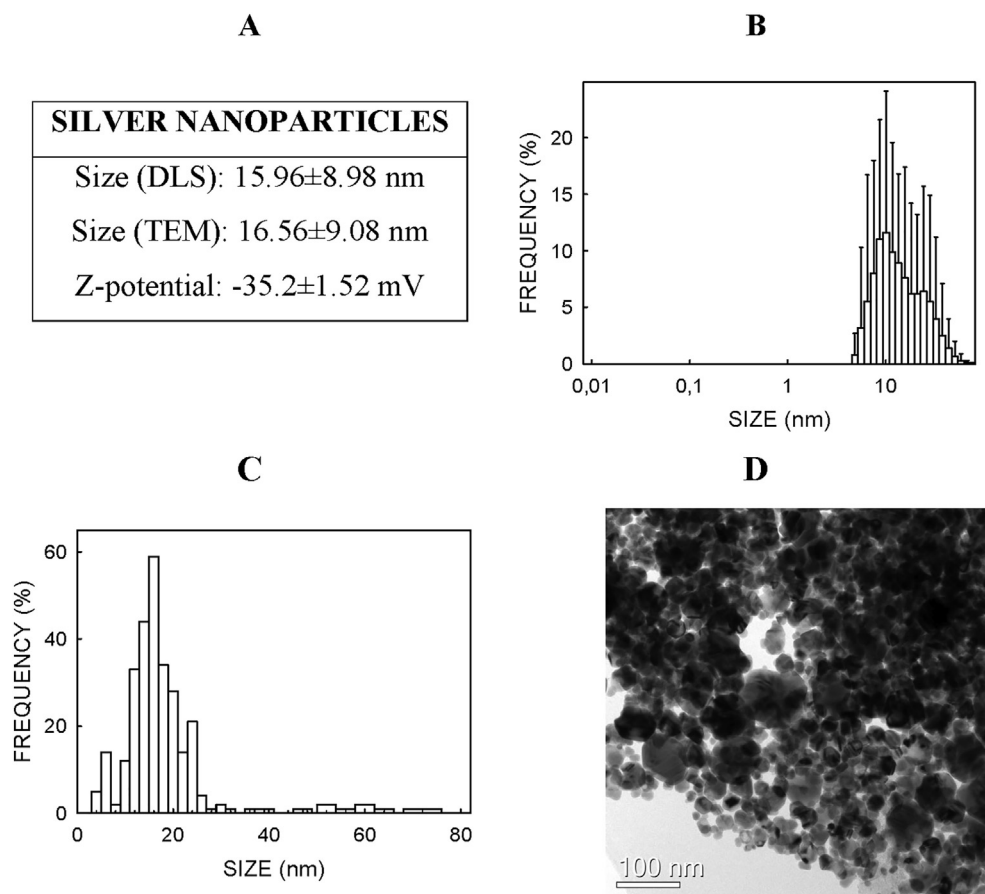 A
SILVER NANOPARTICLES
Size (DLS): 15.96±8.98 nm
Size (TEM): 16.56±9.08 nm
Z-potential: -35.2±1.52 mV
B
FREQUENCY (%)
20
15
10
5
0
0,01 0,1 1 10
SIZE (nm)
C
FREQUENCY (%)
60
40
20
0
0 20 40 60 80
SIZE (nm)
D
100 nm